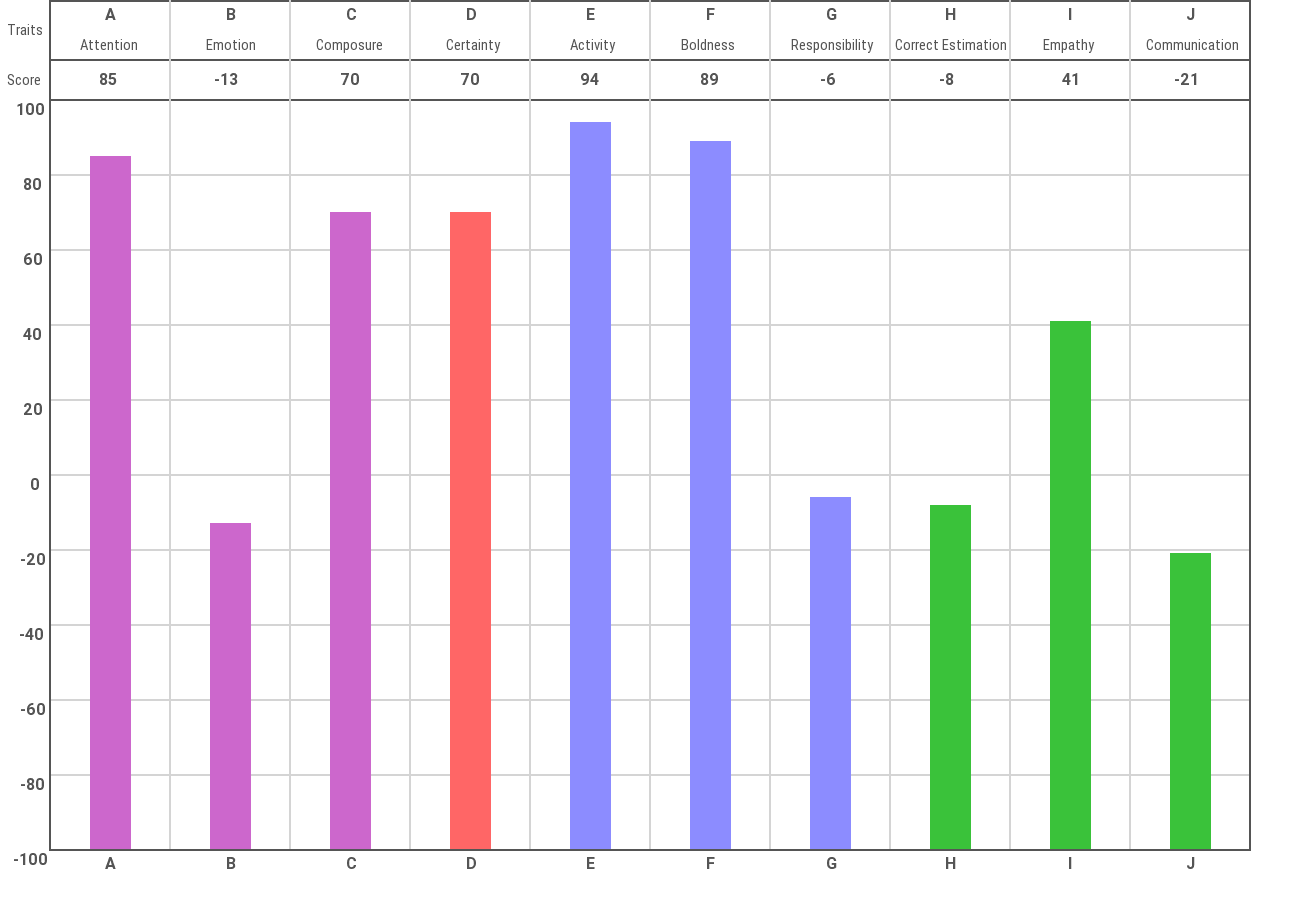 A B C D E F G H I J
Traits
Attention Emotion Composure Certainty Activity Boldness Responsibility Correct Estimation Empathy Communication
Score 85 -13 70 70 94 89 -6 -8 41 -21
100
80
60
40
20
0
-20
-40
-60
-80
-100
A B C D E F G H I J